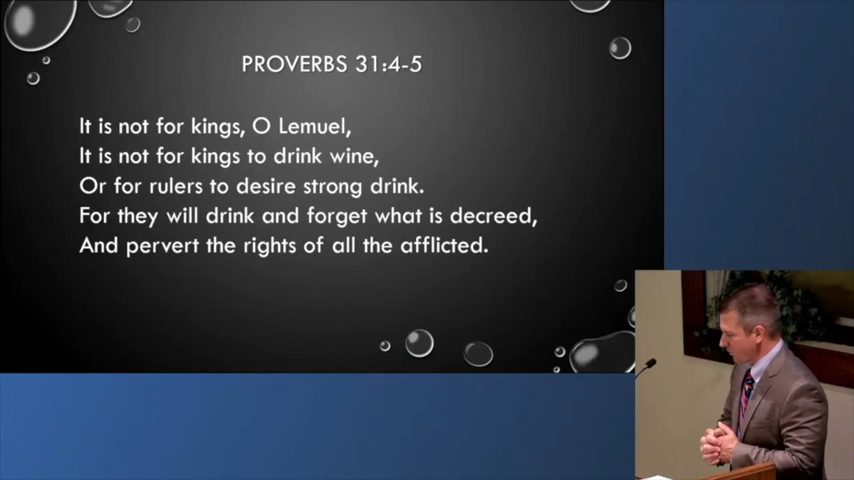 PROVERBS 31:4-5
It is not for kings, O Lemuel,
It is not for kings to drink wine,
Or for rulers to desire strong drink.
For they will drink and forget what is decreed,
And pervert the rights of all the afflicted.